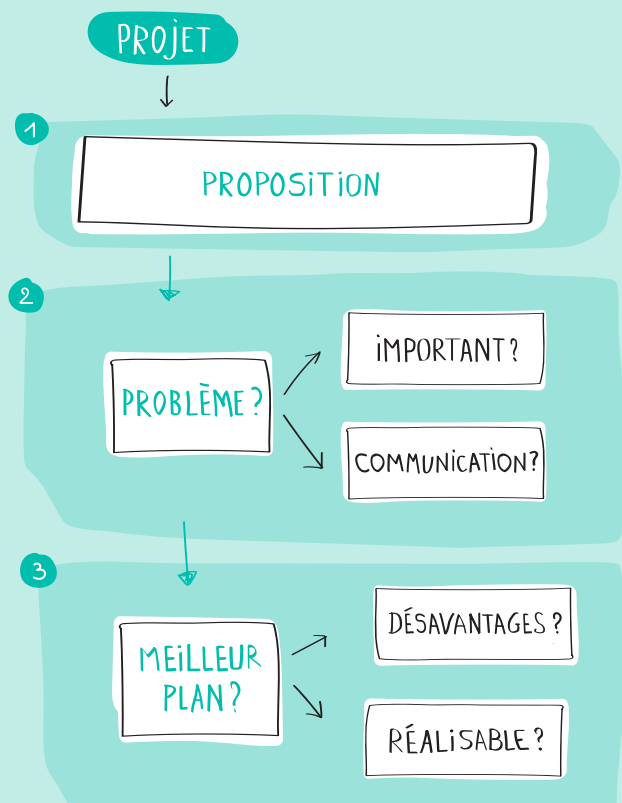 PROJET
1
PROPOSITION
2
PROBLÈME?
IMPORTANT?
COMMUNICATION?
3
MEILLEUR
PLAN?
DÉSAVANTAGES?
RÉALISABLE?